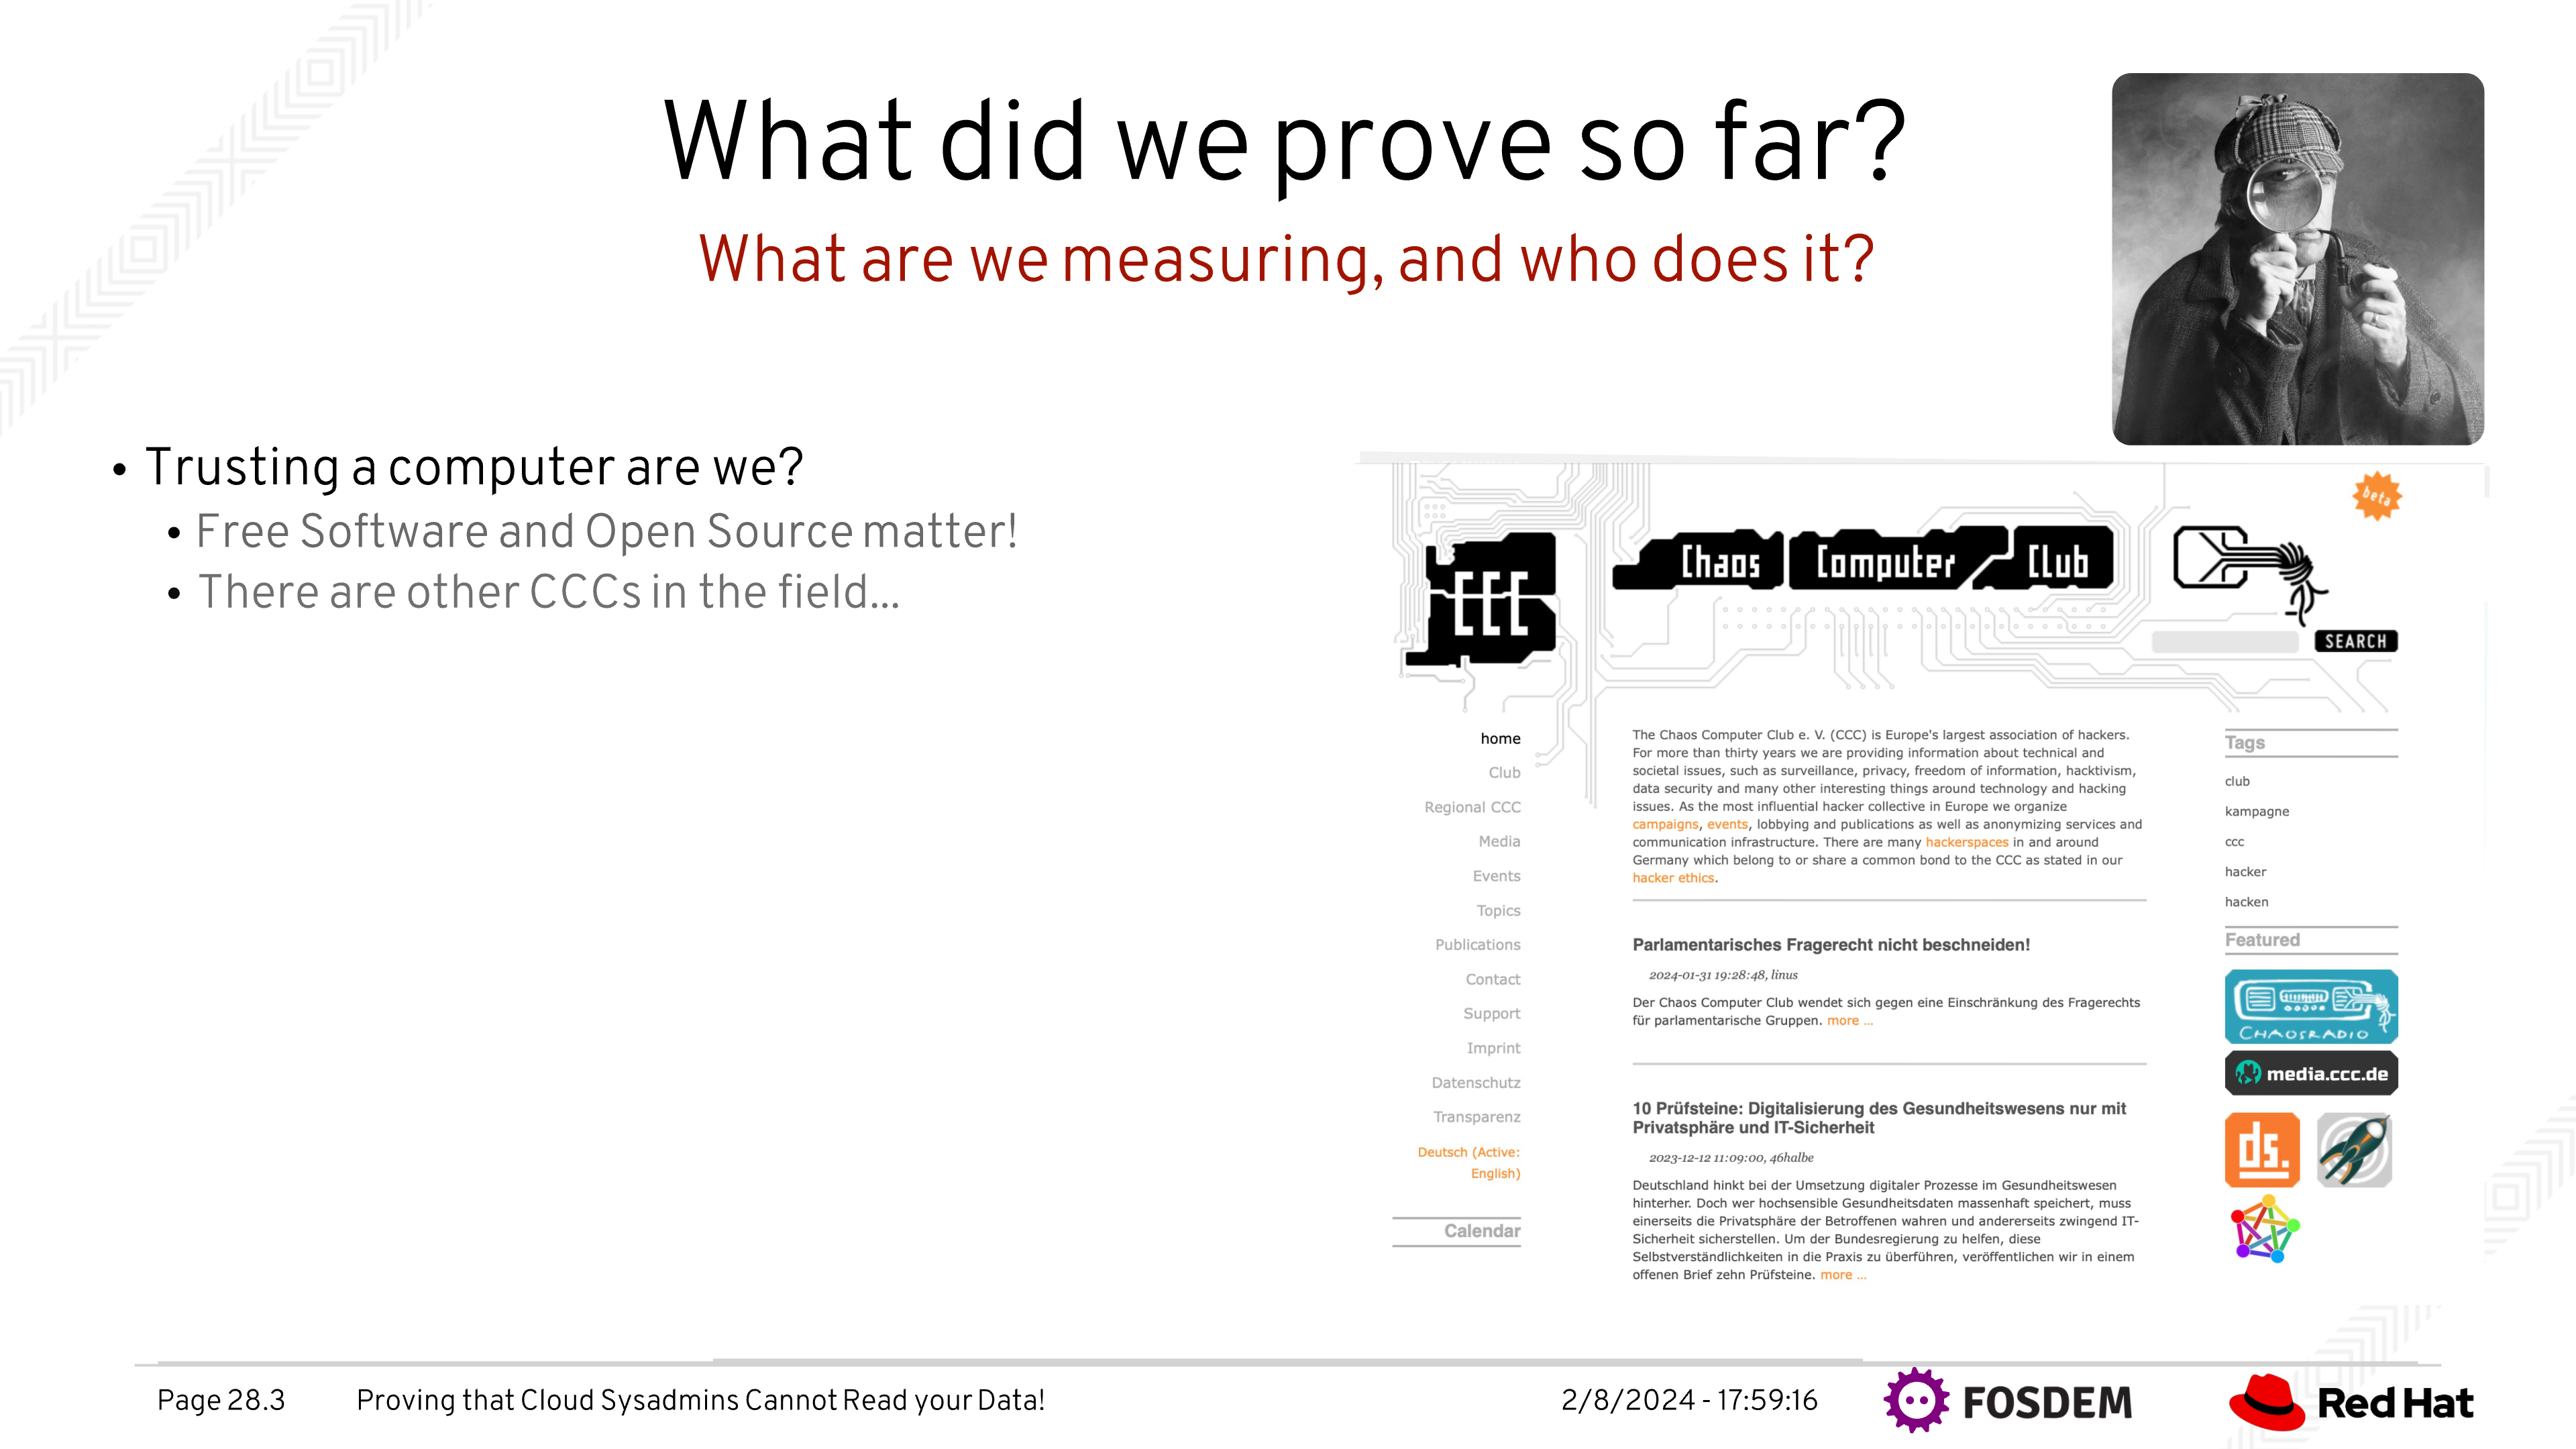 What did we prove so far?
What are we measuring, and who does it?
• Trusting a computer are we?
• Free Software and Open Source matter!
• There are other CCCs in the field...
beta
CCC
Chaos Computer Club
SEARCH
home
Club
Regional CCC
Media
Events
Topics
Publications
Contact
Support
Imprint
Datenschutz
Transparenz
Deutsch (Active:
English)
Calendar
The Chaos Computer Club e. V. (CCC) is Europe's largest association of hackers.
For more than thirty years we are providing information about technical and
societal issues, such as surveillance, privacy, freedom of information, hacktivism,
data security and many other interesting things around technology and hacking
issues. As the most influential hacker collective in Europe we organize
campaigns, events, lobbying and publications as well as anonymizing services and
communication infrastructure. There are many hackerspaces in and around
Germany which belong to or share a common bond to the CCC as stated in our
hacker ethics.
Parlamentarisches Fragerecht nicht beschneiden!
2024-01-31 19:28:48, linus
Der Chaos Computer Club wendet sich gegen eine Einschränkung des Fragerechts
für parlamentarische Gruppen. more ...
10 Prüfsteine: Digitalisierung des Gesundheitswesens nur mit
Privatsphäre und IT-Sicherheit
2023-12-12 11:09:00, 46halbe
Deutschland hinkt bei der Umsetzung digitaler Prozesse im Gesundheitswesen
hinterher. Doch wer hochsensible Gesundheitsdaten massenhaft speichert, muss
einerseits die Privatsphäre der Betroffenen wahren und andererseits zwingend IT-
Sicherheit sicherstellen. Um der Bundesregierung zu helfen, diese
Selbstverständlichkeiten in die Praxis zu überführen, veröffentlichen wir in einem
offenen Brief zehn Prüfsteine. more ...
Tags
club
kampagne
ccc
hacker
hacken
Featured
CHAOSRADIO
media.ccc.de
ds.
Page 28.3
Proving that Cloud Sysadmins Cannot Read your Data!
2/8/2024 - 17:59:16
FOSDEM
Red Hat